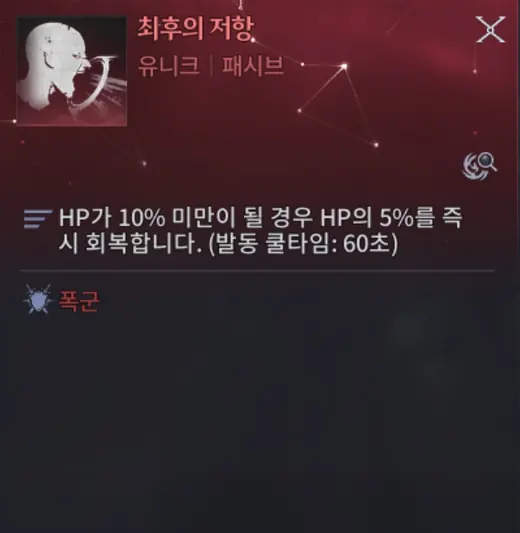 최후의 저항
유니크 | 패시브
HP가 10% 미만이 될 경우 HP의 5%를 즉
시 회복합니다. (발동 쿨타임: 60초)
폭군